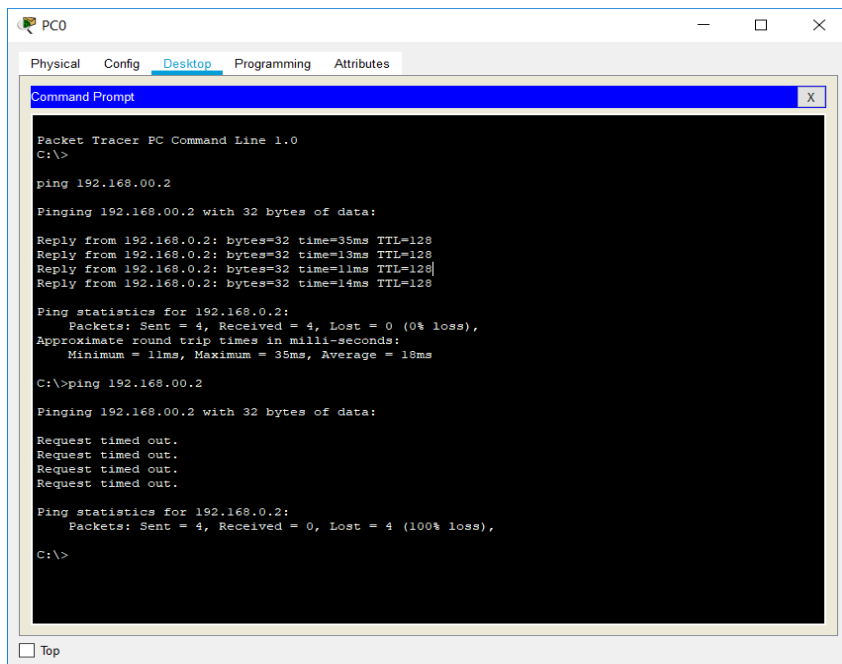 PC0
Physical Config Desktop Programming Attributes
Command Prompt
X
Packet Tracer PC Command Line 1.0
C:\>
ping 192.168.00.2
Pinging 192.168.00.2 with 32 bytes of data:
Reply from 192.168.0.2: bytes=32 time=35ms TTL=128
Reply from 192.168.0.2: bytes=32 time=13ms TTL=128
Reply from 192.168.0.2: bytes=32 time=11ms TTL=128
Reply from 192.168.0.2: bytes=32 time=14ms TTL=128
Ping statistics for 192.168.0.2:
Packets: Sent = 4, Received = 4, Lost = 0 (0% loss),
Approximate round trip times in milli-seconds:
Minimum = 11ms, Maximum = 35ms, Average = 18ms
C:\>ping 192.168.00.2
Pinging 192.168.00.2 with 32 bytes of data:
Request timed out.
Request timed out.
Request timed out.
Request timed out.
Ping statistics for 192.168.0.2:
Packets: Sent = 4, Received = 0, Lost = 4 (100% loss),
C:\>
Top